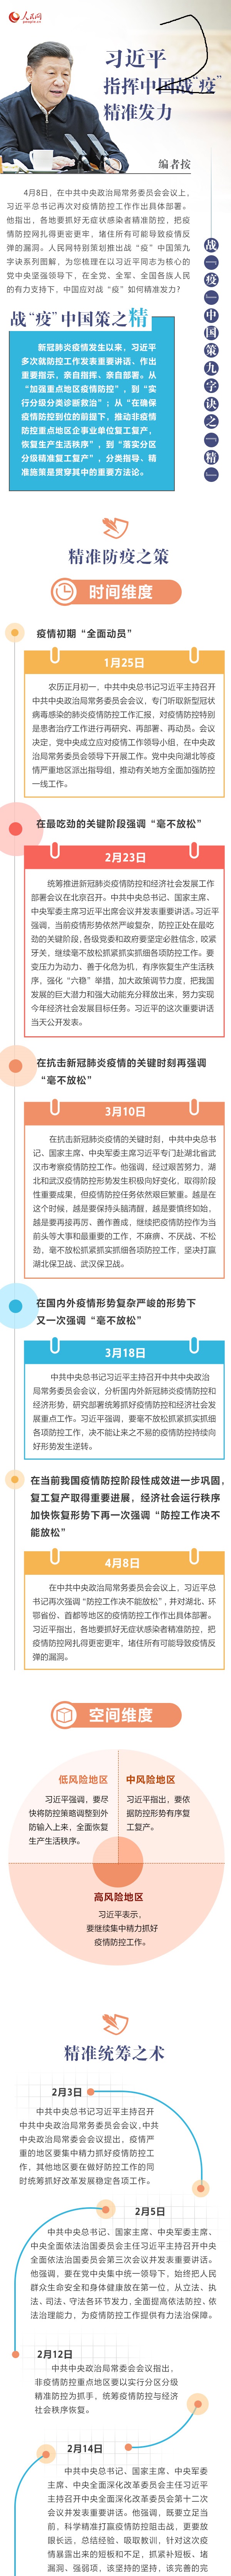 人民网
people.cn
习近平
指挥中国战“疫”
精准发力
编者按
4月8日，在中共中央政治局常务委员会会议上，
习近平总书记再次对疫情防控工作作出具体部署。
他指出，各地要抓好无症状感染者精准防控，把疫
情防控网扎得更密更牢，堵住所有可能导致疫情反
弹的漏洞。人民网特别策划推出战“疫”中国策九
字诀系列图解，为您梳理在以习近平同志为核心的
党中央坚强领导下，在全党、全军、全国各族人民
的有力支持下，中国应对战“疫”如何精准发力？
战「疫」中国策九字诀之「精」
战“疫”中国策之精
新冠肺炎疫情发生以来，习近平
多次就防控工作发表重要讲话、作出
重要指示，亲自指挥、亲自部署。从
“加强重点地区疫情防控”，到“实
行分级分类诊断救治”；从“在确保
疫情防控到位的前提下，推动非疫情
防控重点地区企事业单位复工复产，
恢复生产生活秩序”，到“落实分区
分级精准复工复产”，分类指导、精
准施策是贯穿其中的重要方法论。
精准防疫之策
时间维度
疫情初期“全面动员”
1月25日
农历正月初一，中共中央总书记习近平主持召开
中共中央政治局常务委员会会议，专门听取新型冠状
病毒感染的肺炎疫情防控工作汇报，对疫情防控特别
是患者治疗工作进行再研究、再部署、再动员。会议
决定，党中央成立应对疫情工作领导小组，在中央政
治局常务委员会领导下开展工作。党中央向湖北等疫
情严重地区派出指导组，推动有关地方全面加强防控
一线工作。
在最吃劲的关键阶段强调“毫不放松”
2月23日
统筹推进新冠肺炎疫情防控和经济社会发展工作
部署会议在北京召开。中共中央总书记、国家主席、
中央军委主席习近平出席会议并发表重要讲话。习近平
强调，当前疫情形势依然严峻复杂，防控正处在最吃
劲的关键阶段，各级党委和政府要坚定必胜信念，咬紧
牙关，继续毫不放松抓紧抓实抓细各项防控工作。要
变压力为动力、善于化危为机，有序恢复生产生活秩
序，强化“六稳”举措，加大政策调节力度，把我国
发展的巨大潜力和强大动能充分释放出来，努力实现
今年经济社会发展目标任务。习近平的这次重要讲话
当天公开发表。
在抗击新冠肺炎疫情的关键时刻再强调
“毫不放松”
3月10日
在抗击新冠肺炎疫情的关键时刻，中共中央总书
记、国家主席、中央军委主席习近平专门赴湖北省武
汉市考察疫情防控工作。他强调，经过艰苦努力，湖
北和武汉疫情防控形势发生积极向好变化，取得阶段
性重要成果，但疫情防控任务依然艰巨繁重。越是在
这个时候，越是要保持头脑清醒，越是要慎终如始，
越是要再接再厉、善作善成，继续把疫情防控作为当
前头等大事和最重要的工作，不麻痹、不厌战、不松
劲，毫不放松抓紧抓实抓细各项防控工作，坚决打赢
湖北保卫战、武汉保卫战。
在国内外疫情形势复杂严峻的形势下
又一次强调“毫不放松”
3月18日
中共中央总书记习近平主持召开中共中央政治
局常务委员会会议，分析国内外新冠肺炎疫情防控和
经济形势，研究部署统筹抓好疫情防控和经济社会发
展重点工作。习近平强调，要毫不放松抓紧抓实抓细
各项防控工作，决不能让来之不易的疫情防控持续向
好形势发生逆转。
在当前我国疫情防控阶段性成效进一步巩固，
复工复产取得重要进展，经济社会运行秩序
加快恢复形势下再一次强调“防控工作决不
能放松”
4月8日
在中共中央政治局常务委员会会议上，习近平总
书记再次强调“防控工作决不能放松”，并对湖北、环
鄂省份、首都等地区的疫情防控工作作出具体部署。
习近平指出，各地要抓好无症状感染者精准防控，把
疫情防控网扎得更密更牢，堵住所有可能导致疫情反
弹的漏洞。
空间维度
低风险地区
习近平强调，要尽
快将防控策略调整到外
防输入上来，全面恢复
生产生活秩序。
中风险地区
习近平指出，要依
据防控形势有序复
工复产。
高风险地区
习近平表示，
要继续集中精力抓好
疫情防控工作。
精准统筹之术
2月3日
中共中央总书记习近平主持召开
中共中央政治局常务委员会会议，中共
中央政治局常委会会议提出，疫情严
重的地区要集中精力抓好疫情防控工
作，其他地区要在做好防控工作的同
时统筹抓好改革发展稳定各项工作。
2月5日
中共中央总书记、国家主席、中央军委主席、
中央全面依法治国委员会主任习近平主持召开中央
全面依法治国委员会第三次会议并发表重要讲话。
他强调，要在党中央集中统一领导下，始终把人民
群众生命安全和身体健康放在第一位，从立法、执
法、司法、守法各环节发力，全面提高依法防控、依
法治理能力，为疫情防控工作提供有力法治保障。
2月12日
中共中央政治局常委会会议指出，
非疫情防控重点地区要以实行分区分级
精准防控为抓手，统筹疫情防控与经济
社会秩序恢复。
2月14日
中共中央总书记、国家主席、中央军委
主席、中央全面深化改革委员会主任习近平
主持召开中央全面深化改革委员会第十二次
会议并发表重要讲话。他强调，既要立足当
前，科学精准打赢疫情防控阻击战，更要放
眼长远，总结经验、吸取教训，针对这次疫
情暴露出来的短板和不足，抓紧补短板、堵
漏洞、强弱项，该坚持的坚持，该完善的完